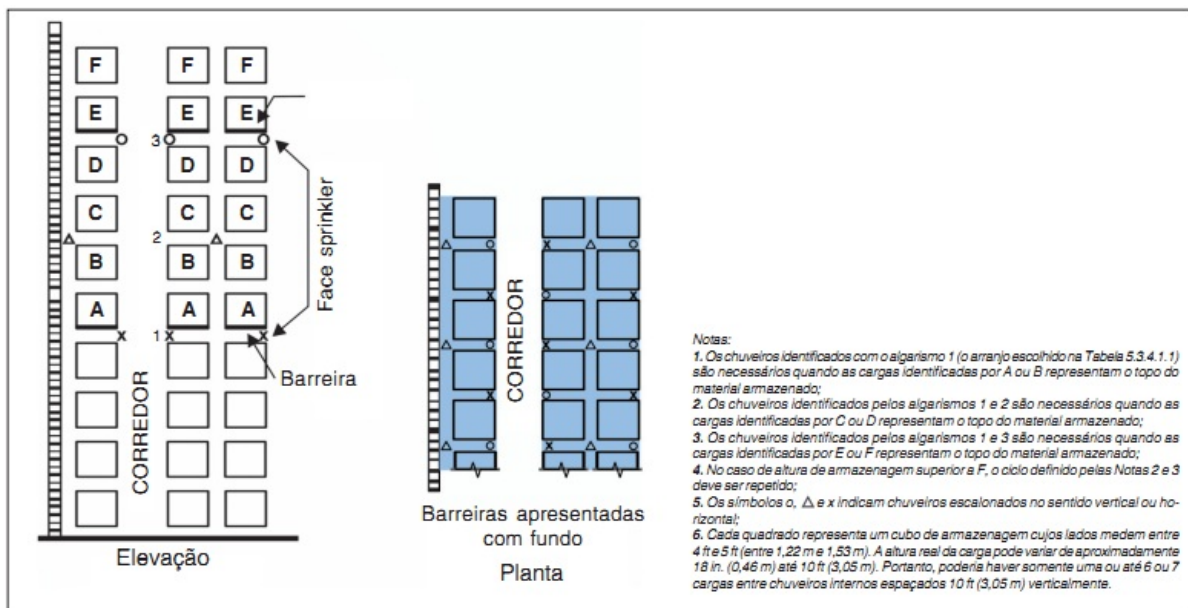 F F F
E E E
3
D D D
C C C
2
B B B
A A A
1
Face sprinkler
Barreira
CORREDOR
Elevação
CORREDOR
Barreiras apresentadas
com fundo
Planta
Notas:
1. Os chuveiros identificados com o algarismo 1 (o arranjo escolhido na Tabela 5.3.4.1.1)
são necessários quando as cargas identificadas por A ou B representam o topo do
material armazenado;
2. Os chuveiros identificados pelos algarismos 1 e 2 são necessários quando as
cargas identificadas por C ou D representam o topo do material armazenado;
3. Os chuveiros identificados pelos algarismos 1 e 3 são necessários quando as
cargas identificadas por E ou F representam o topo do material armazenado;
4. No caso de altura de armazenagem superior a F, o ciclo definido pelas Notas 2 e 3
deve ser repetido;
5. Os símbolos o, △ e x indicam chuveiros escalonados no sentido vertical ou ho-
rizontal;
6. Cada quadrado representa um cubo de armazenagem cujos lados medem entre
4 ft e 5 ft (entre 1,22 m e 1,53 m). A altura real da carga pode variar de aproximadamente
18 in. (0,46 m) até 10 ft (3,05 m). Portanto, poderia haver somente uma ou até 6 ou 7
cargas entre chuveiros internos espaçados 10 ft (3,05 m) verticalmente.